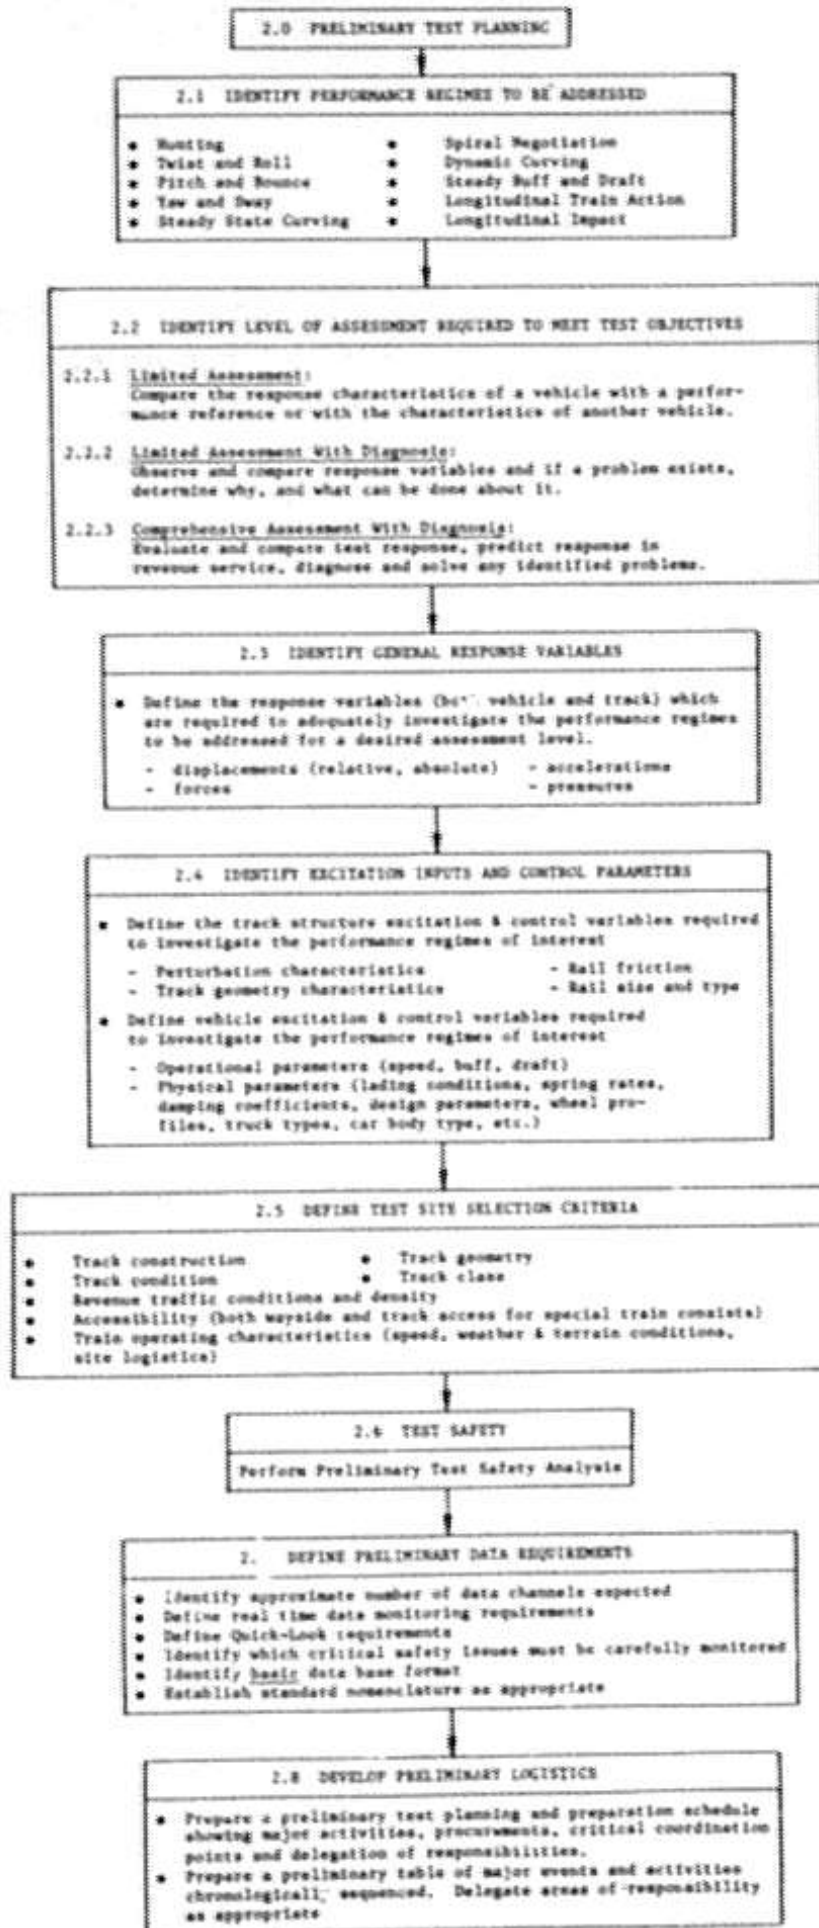 2.0 PRELIMINARY TEST PLANNING
2.1 IDENTIFY PERFORMANCE REGIMES TO BE ADDRESSED
• Hunting
• Twist and Roll
• Pitch and Bounce
• Yaw and Sway
• Steady State Curving
• Spiral Negotiation
• Dynamic Curving
• Steady Buff and Draft
• Longitudinal Train Action
• Longitudinal Impact
2.2 IDENTIFY LEVEL OF ASSESSMENT REQUIRED TO MEET TEST OBJECTIVES
2.2.1 Limited Assessment:
Compare the response characteristics of a vehicle with a perfor-
mance reference or with the characteristics of another vehicle.
2.2.2 Limited Assessment With Diagnosis:
Observe and compare response variables and if a problem exists,
determine why, and what can be done about it.
2.2.3 Comprehensive Assessment With Diagnosis:
Evaluate and compare test response, predict response in
revenue service, diagnose and solve any identified problems.
2.3 IDENTIFY GENERAL RESPONSE VARIABLES
• Define the response variables ( vehicle and track) which
are required to adequately investigate the performance regimes
to be addressed for a desired assessment level.
- displacements (relative, absolute) - accelerations
- forces - pressures
2.4 IDENTIFY EXCITATION INPUTS AND CONTROL PARAMETERS
• Define the track structure excitation & control variables required
to investigate the performance regimes of interest
- Perturbation characteristics - Rail friction
- Track geometry characteristics - Rail size and type
• Define vehicle excitation & control variables required
to investigate the performance regimes of interest
- Operational parameters (speed, buff, draft)
- Physical parameters (lading conditions, spring rates,
damping coefficients, design parameters, wheel pro-
files, truck types, car body type, etc.)
2.5 DEFINE TEST SITE SELECTION CRITERIA
• Track construction • Track geometry
• Track condition • Track class
• Revenue traffic conditions and density
• Accessibility (both wayside and track access for special train consists)
• Train operating characteristics (speed, weather & terrain conditions,
site logistics)
2.6 TEST SAFETY
Perform Preliminary Test Safety Analysis
2. DEFINE PRELIMINARY DATA REQUIREMENTS
• Identify approximate number of data channels expected
• Define real time data monitoring requirements
• Define Quick-Look requirements
• Identify which critical safety issues must be carefully monitored
• Identify basic data base format
• Establish standard nomenclature as appropriate
2.8 DEVELOP PRELIMINARY LOGISTICS
• Prepare a preliminary test planning and preparation schedule
showing major activities, procurments, critical coordination
points and delegation of responsibilities.
• Prepare a preliminary table of major events and activities
chronologicall sequenced. Delegate areas of responsibility
as appropriate